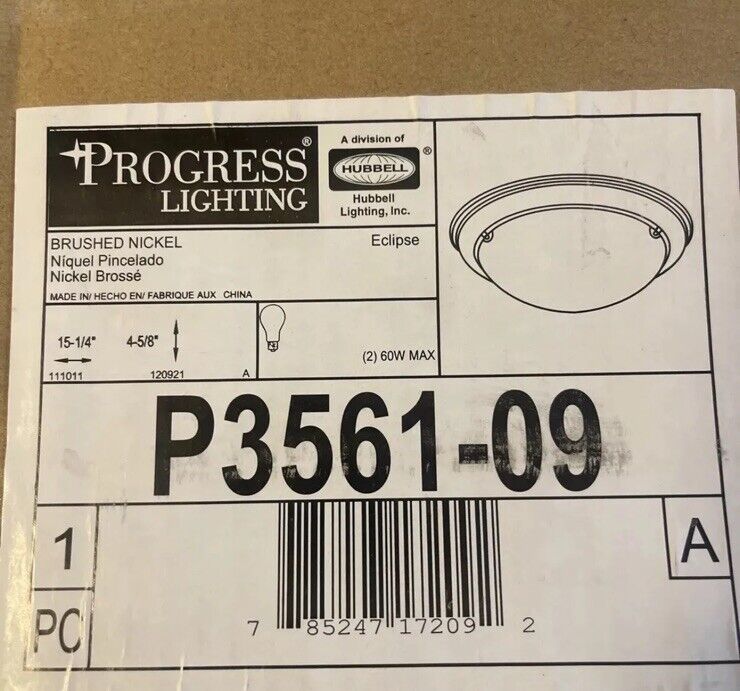 PROGRESS®
LIGHTING
A division of
HUBBELL®
Hubbell
Lighting, Inc.
BRUSHED NICKEL Eclipse
Níquel Pincelado
Nickel Brossé
MADE IN/ HECHO EN/ FABRIQUE AUX CHINA
15-1/4" 4-5/8"
(2) 60W MAX
111011 120921 A
P3561-09
1
PC
A
7 85247 17209 2